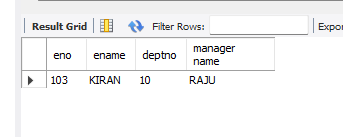 Result Grid Filter Rows: Expor
eno ename deptno manager
name
103 KIRAN 10 RAJU